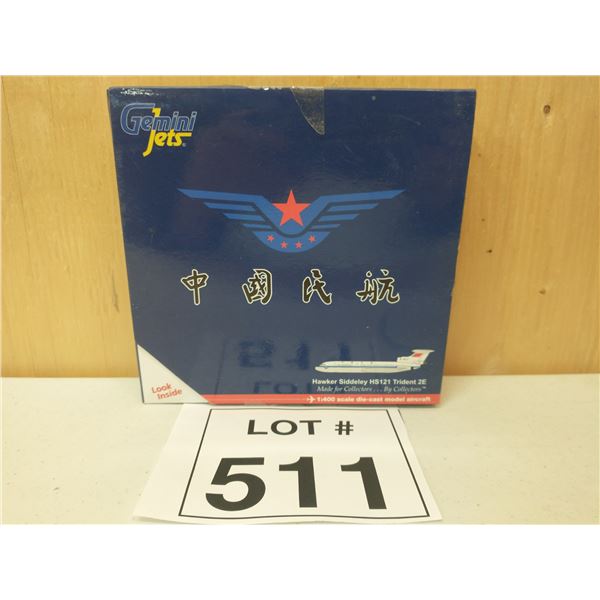 Gemini
Jets
中國民航
Look
Inside
Hawker Siddeley HS121 Trident 2E
Made for Collectors . . . By Collectors™
1:400 scale die-cast model aircraft
LOT #
511